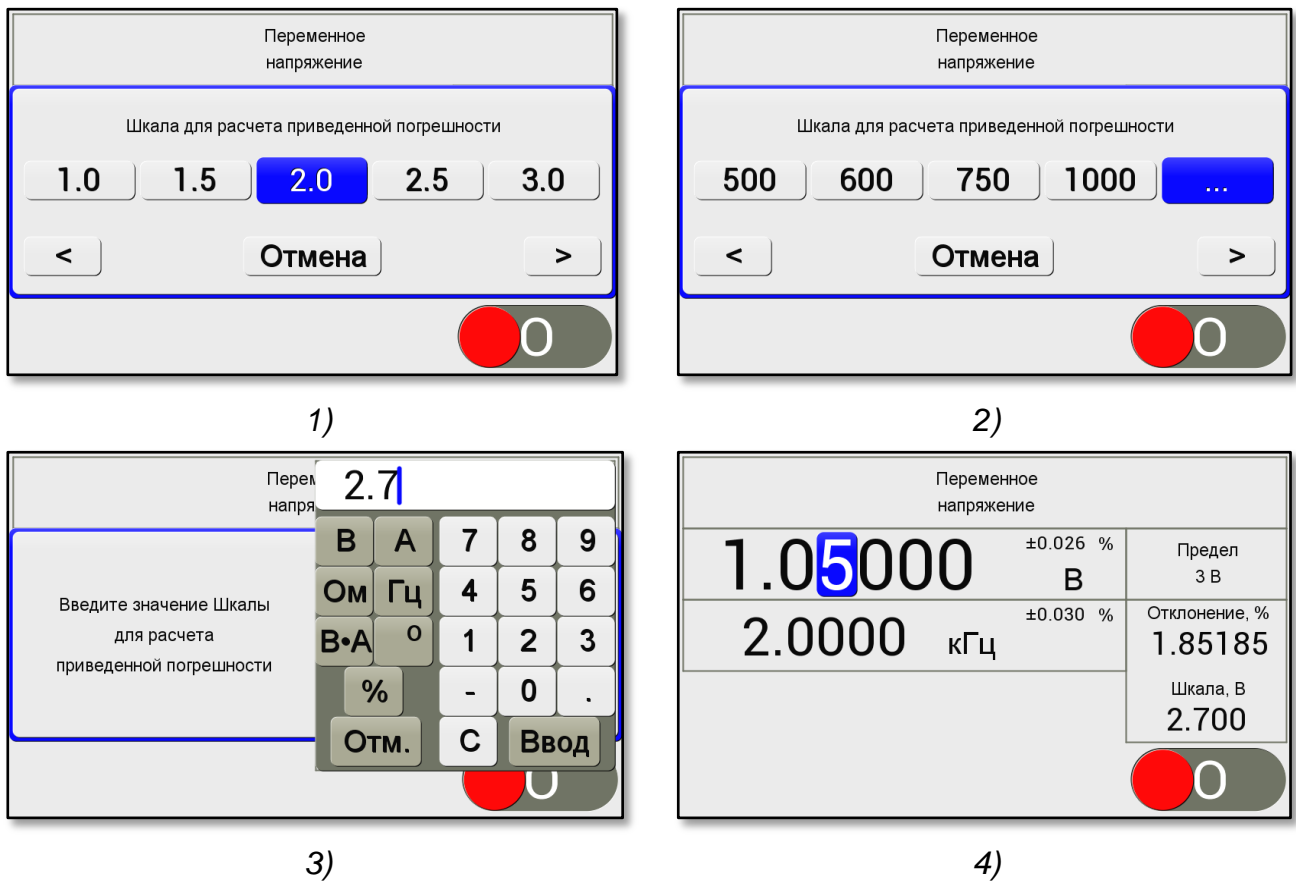 Переменное
напряжение
Шкала для расчета приведенной погрешности
1.0 1.5 2.0 2.5 3.0
< Отмена >
O
1)
Переменное
напряжение
Шкала для расчета приведенной погрешности
500 600 750 1000 ...
< Отмена >
O
2)
Перем
напря
Введите значение Шкалы
для расчета
приведенной погрешности
2.7
В А 7 8 9
Ом Гц 4 5 6
В•А о 1 2 3
% - 0 .
Отм. С Ввод
O
3)
Переменное
напряжение
1.05000 ±0.026 % В
Предел
3 В
2.0000 кГц ±0.030 %
Отклонение, %
1.85185
Шкала, В
2.700
O
4)